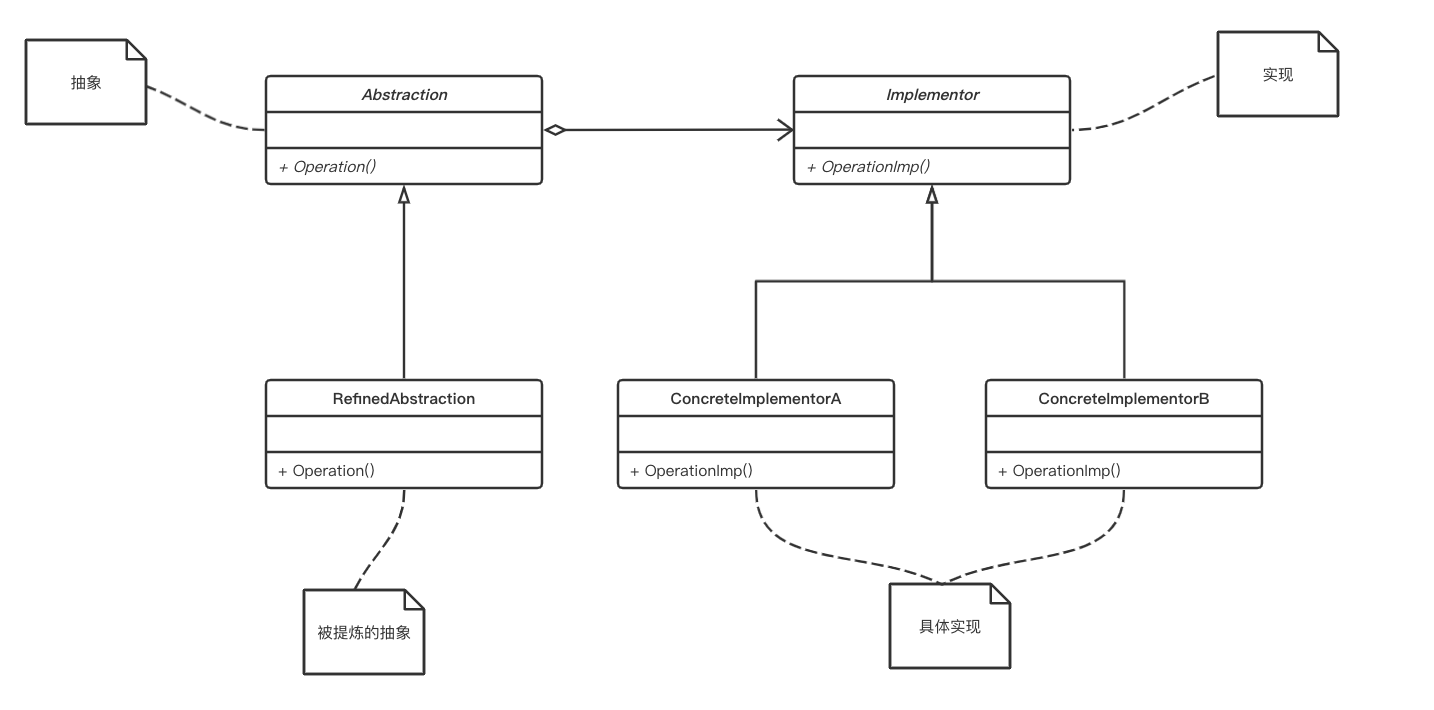 抽象
实现
Abstraction
+ Operation()
Implementor
+ OperationImp()
RefinedAbstraction
+ Operation()
ConcreteImplementorA
+ OperationImp()
ConcreteImplementorB
+ OperationImp()
被提炼的抽象
具体实现